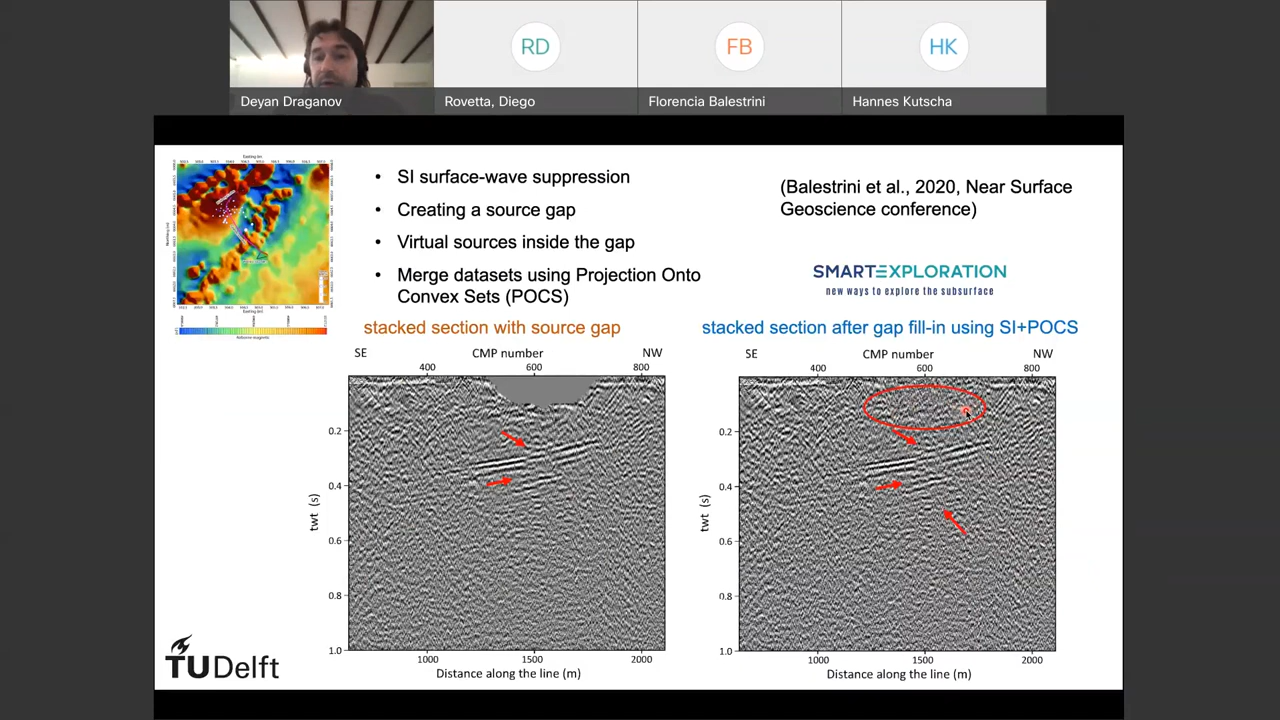 RD
FB
HK
Deyan Draganov
Rovetta, Diego
Florencia Balestrini
Hannes Kutscha
• SI surface-wave suppression
• Creating a source gap
• Virtual sources inside the gap
• Merge datasets using Projection Onto
Convex Sets (POCS)
(Balestrini et al., 2020, Near Surface
Geoscience conference)
SMARTEXPLORATION
new ways to explore the subsurface
stacked section with source gap
SE
CMP number
NW
400
600
800
0.2
0.4
0.6
0.8
1.0
twt (s)
1000
1500
2000
Distance along the line (m)
stacked section after gap fill-in using SI+POCS
SE
CMP number
NW
400
600
800
0.2
0.4
0.6
0.8
1.0
twt (s)
1000
1500
2000
Distance along the line (m)
TUDelft